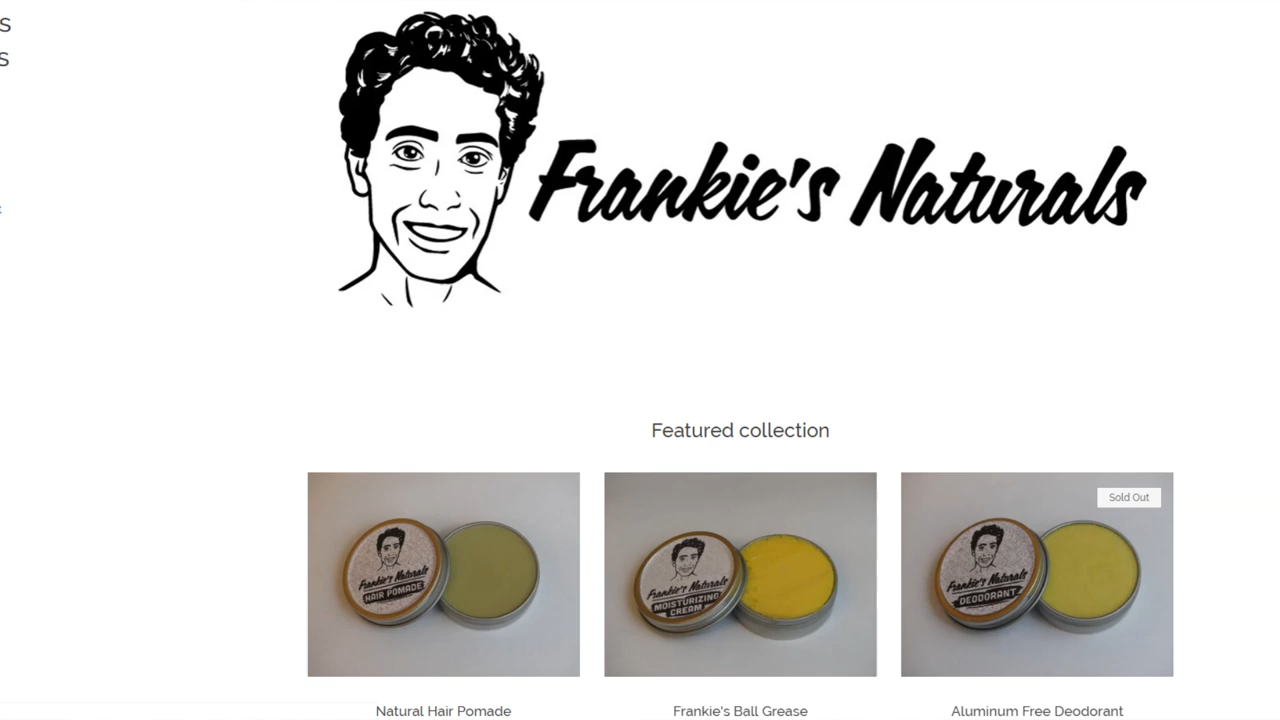 S
S
Frankie's Naturals
Featured collection
Sold Out
Frankie's Naturals
HAIR POMADE
Frankie's Naturals
MOISTURIZING
CREAM
Frankie's Naturals
DEODORANT
Natural Hair Pomade
Frankie's Ball Grease
Aluminum Free Deodorant